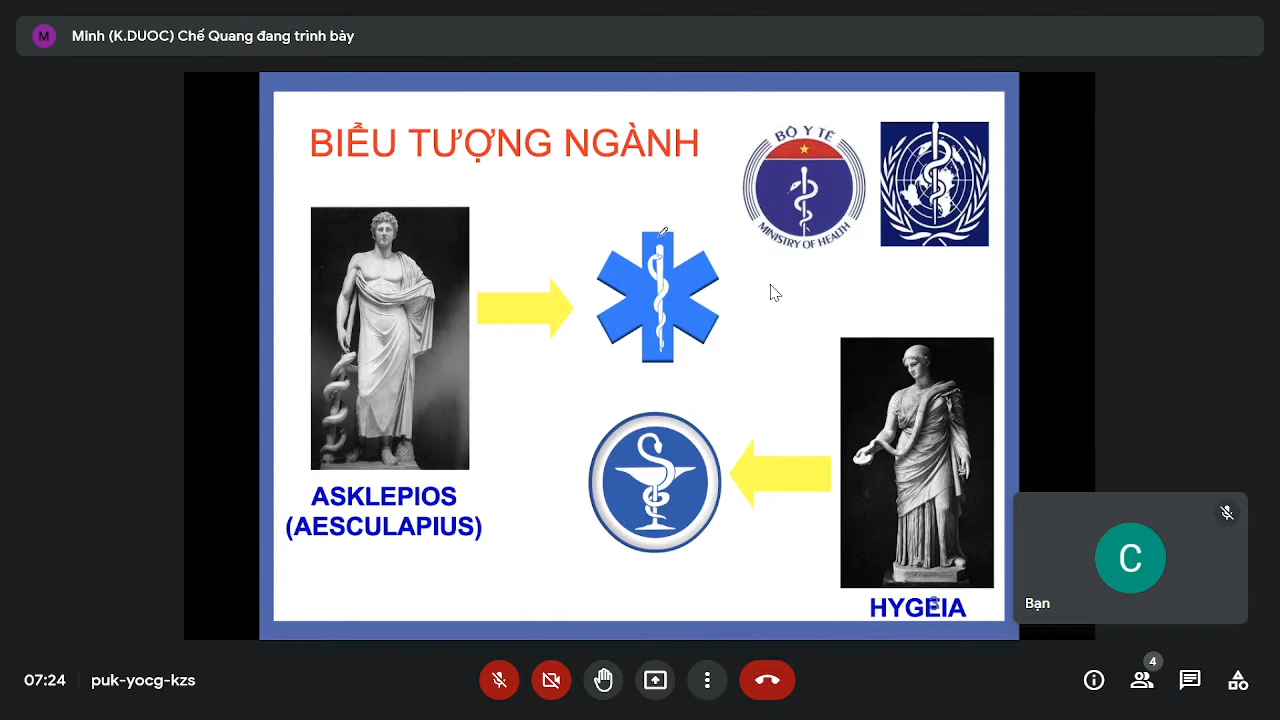 M
Minh (K.DUOC) Chế Quang đang trình bày
BIỂU TƯỢNG NGÀNH
BỘ Y TẾ
MINISTRY OF HEALTH
ASKLEPIOS
(AESCULAPIUS)
HYGEIA
C
Bạn
07:24
puk-yocg-kzs
4